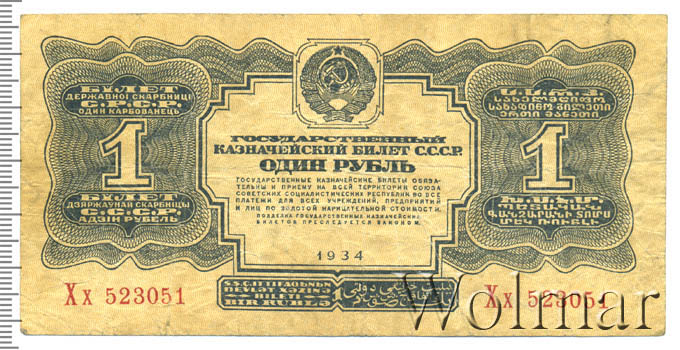 БІЛЕТ
ДЕРЖАВНОЇ СКАРБНИЦІ
С.Р.С.Р.
ОДИН КАРБОВАНЕЦЬ
1
БІЛЕТ
ДЗЯРЖАЎНАЙ СКАРБНІЦЫ
С.С.С.Р.
АДЗІН РУБЕЛЬ
ГОСУДАРСТВЕННЫЙ
КАЗНАЧЕЙСКИЙ БИЛЕТ С.С.С.Р.
ОДИН РУБЛЬ
ГОСУДАРСТВЕННЫЕ КАЗНАЧЕЙСКИЕ БИЛЕТЫ ОБЯЗА-
ТЕЛЬНЫ К ПРИЕМУ НА ВСЕЙ ТЕРРИТОРИИ СОЮЗА
СОВЕТСКИХ СОЦИАЛИСТИЧЕСКИХ РЕСПУБЛИК ВО ВСЕ
ПЛАТЕЖИ ДЛЯ ВСЕХ УЧРЕЖДЕНИЙ, ПРЕДПРИЯТИЙ
И ЛИЦ ПО ЗОЛОТОЙ НАРИЦАТЕЛЬНОЙ СТОИМОСТИ.
ПОДДЕЛКА ГОСУДАРСТВЕННЫХ КАЗНАЧЕЙСКИХ
БИЛЕТОВ ПРЕСЛЕДУЕТСЯ ЗАКОНОМ.
1934
1
Хх 523051
BILETI
Хх 523051
Wolmar